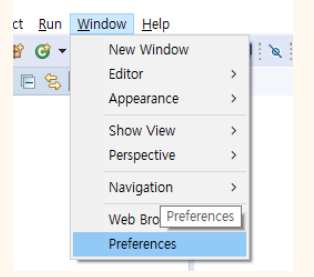 ct Run Window Help
New Window
Editor
Appearance
Show View
Perspective
Navigation
Web Bro
Preferences
Preferences